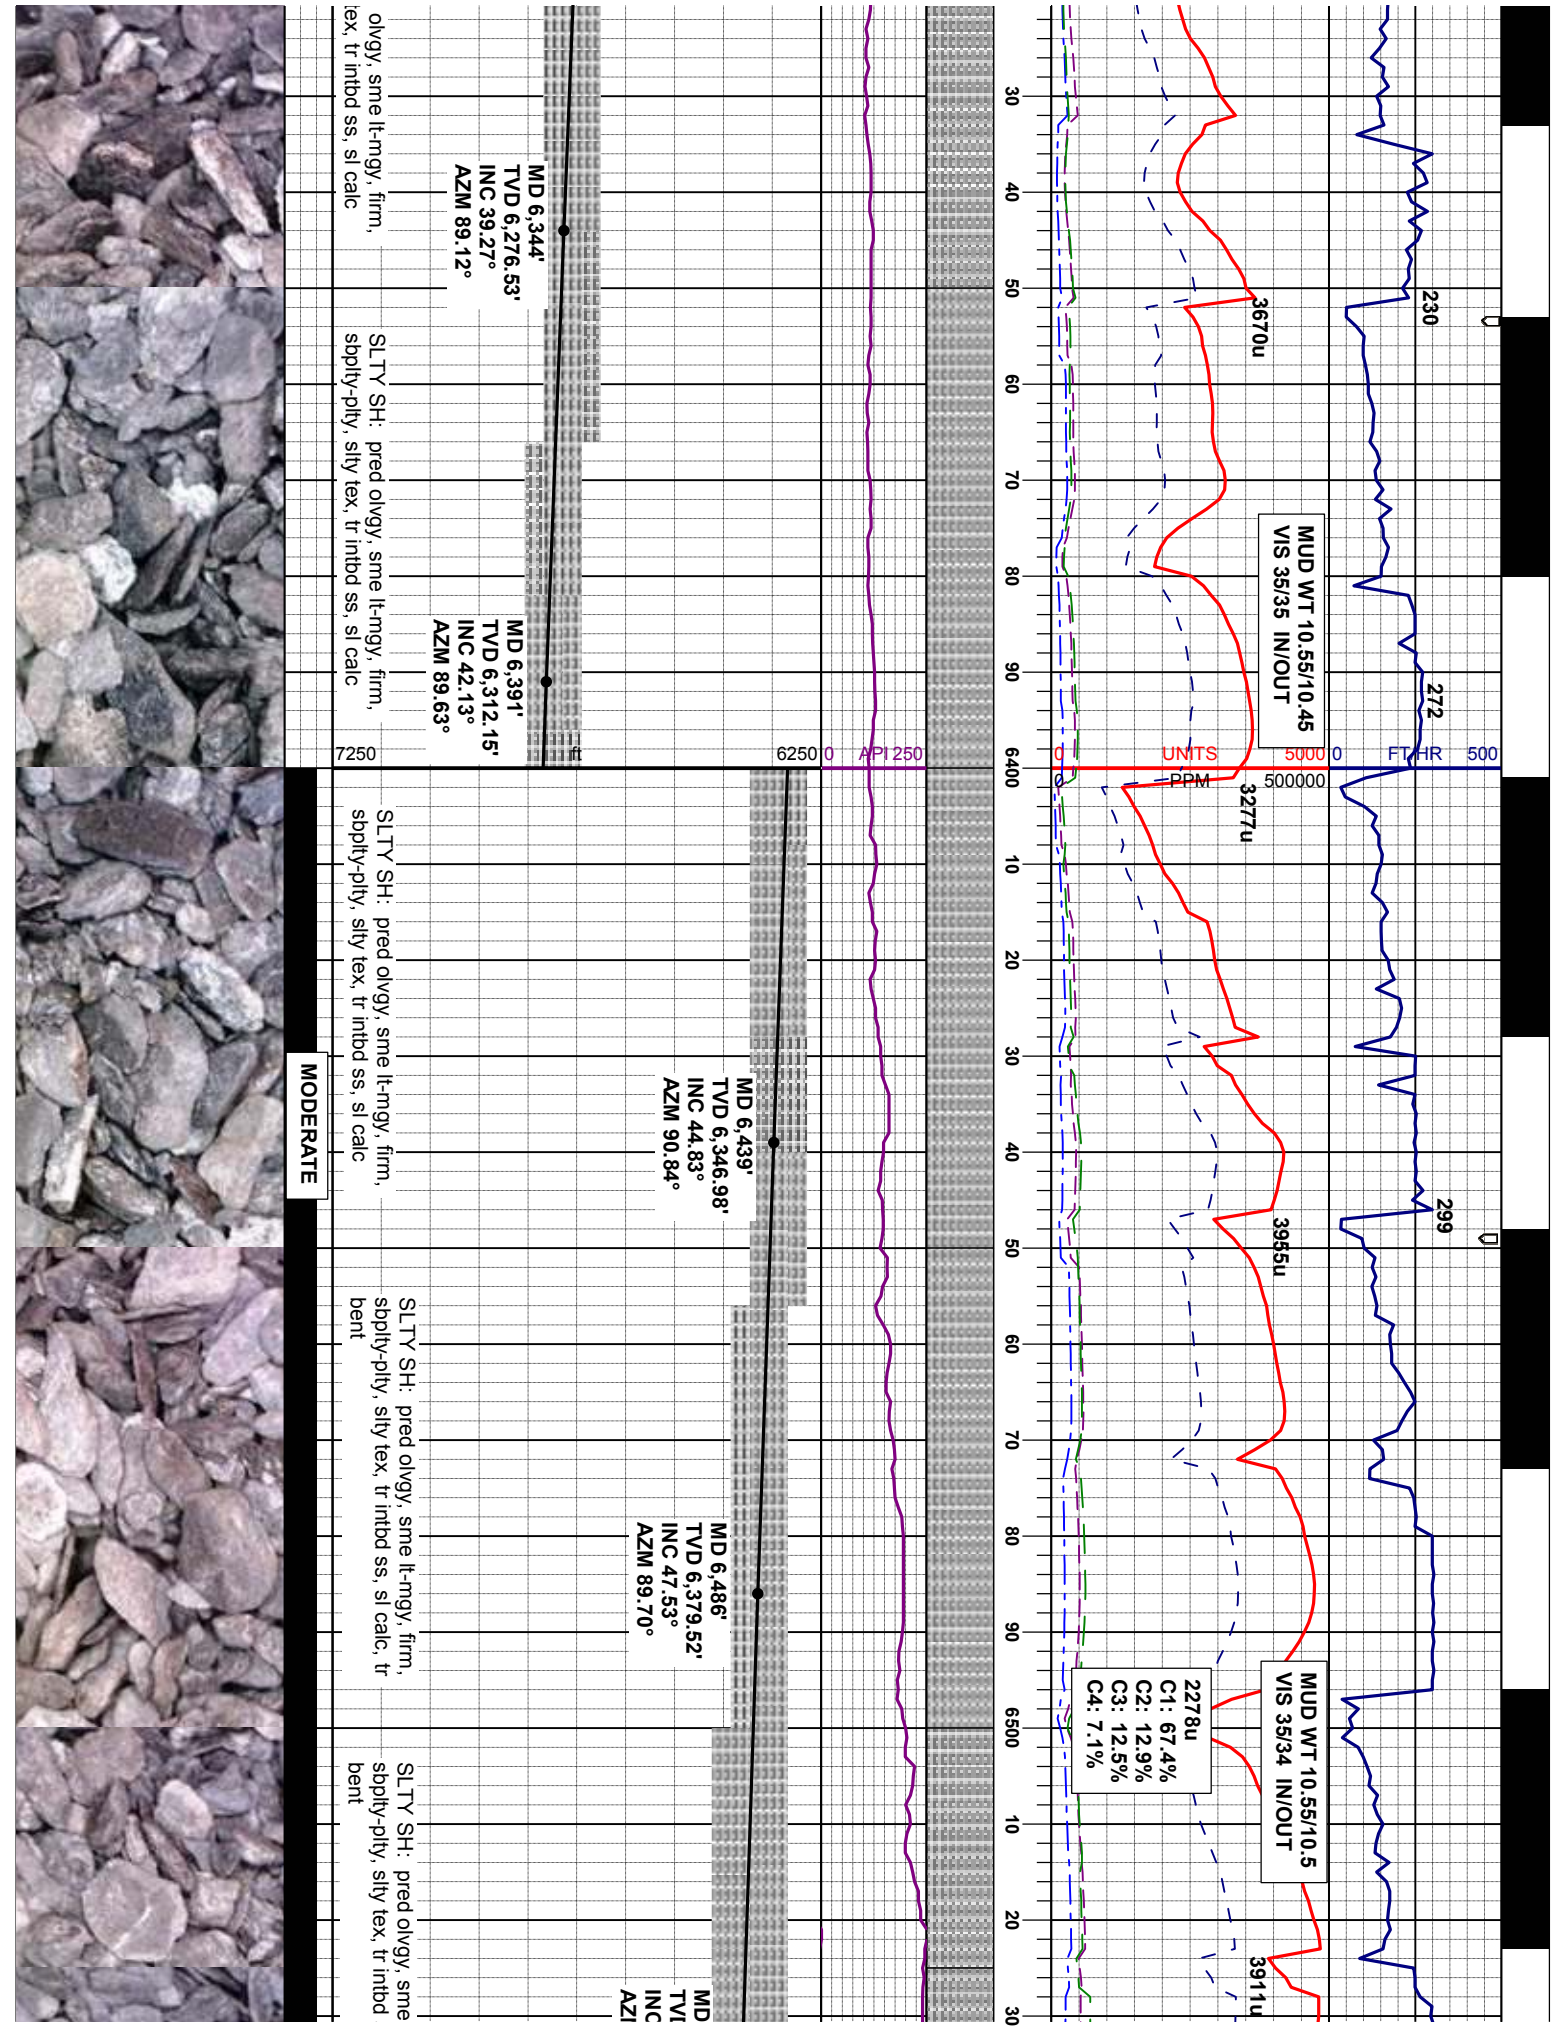 olvgy, sme lt-mgy, firm,
tex, tr intbd ss, sl calc
MD 6,344'
TVD 6,276.53'
INC 39.27°
AZM 89.12°
SLTY SH: pred olvgy, sme lt-mgy, firm,
sbplty-plty, slty tex, tr intbd ss, sl calc
MD 6,391'
TVD 6,312.15'
INC 42.13°
AZM 89.63°
30
40
50
60
70
80
90
6400
230
3670u
MUD WT 10.55/10.45
VIS 35/35 IN/OUT
272
7250
ft
6250
0
API
250
0
UNITS
5000
0
PPM
500000
0
FT/HR
500
3277u
SLTY SH: pred olvgy, sme lt-mgy, firm,
sbplty-plty, slty tex, tr intbd ss, sl calc
MODERATE
MD 6,439'
TVD 6,346.98'
INC 44.83°
AZM 90.84°
10
20
30
40
50
60
70
80
90
6500
10
20
30
299
3955u
SLTY SH: pred olvgy, sme lt-mgy, firm,
sbplty-plty, slty tex, tr intbd ss, sl calc, tr
bent
MD 6,486'
TVD 6,379.52'
INC 47.53°
AZM 89.70°
2278u
C1: 67.4%
C2: 12.9%
C3: 12.5%
C4: 7.1%
MUD WT 10.55/10.5
VIS 35/34 IN/OUT
SLTY SH: pred olvgy, sme
sbplty-plty, slty tex, tr intbd
bent
3911u
MD
TVD
INC
AZM